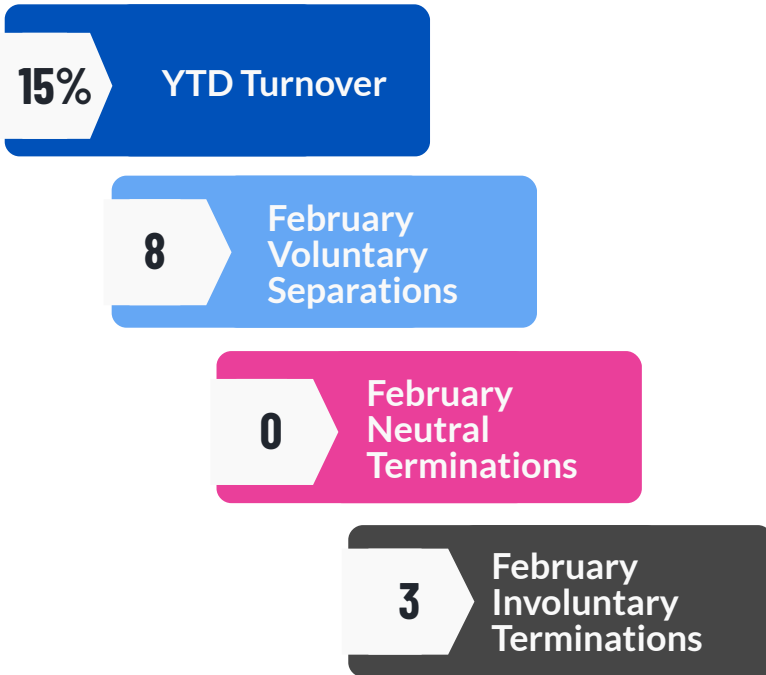 15%
YTD Turnover
8
February
Voluntary
Separations
0
February
Neutral
Terminations
3
February
Involuntary
Terminations